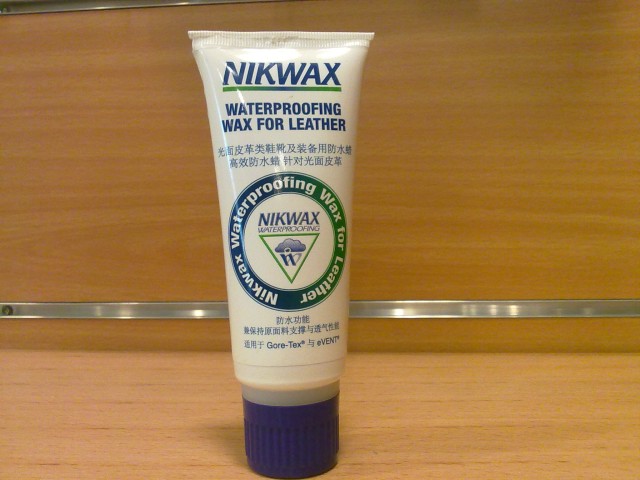 NIKWAX
WATERPROOFING
WAX FOR LEATHER
光面皮革类鞋靴及装备用防水蜡
高效防水蜡 针对光面皮革
Nikwax Waterproofing Wax for Leather
NIKWAX
WATERPROOFING
防水功能
兼保持原面料支撑与透气性能
适用于 Gore-Tex® 与 eVENT®